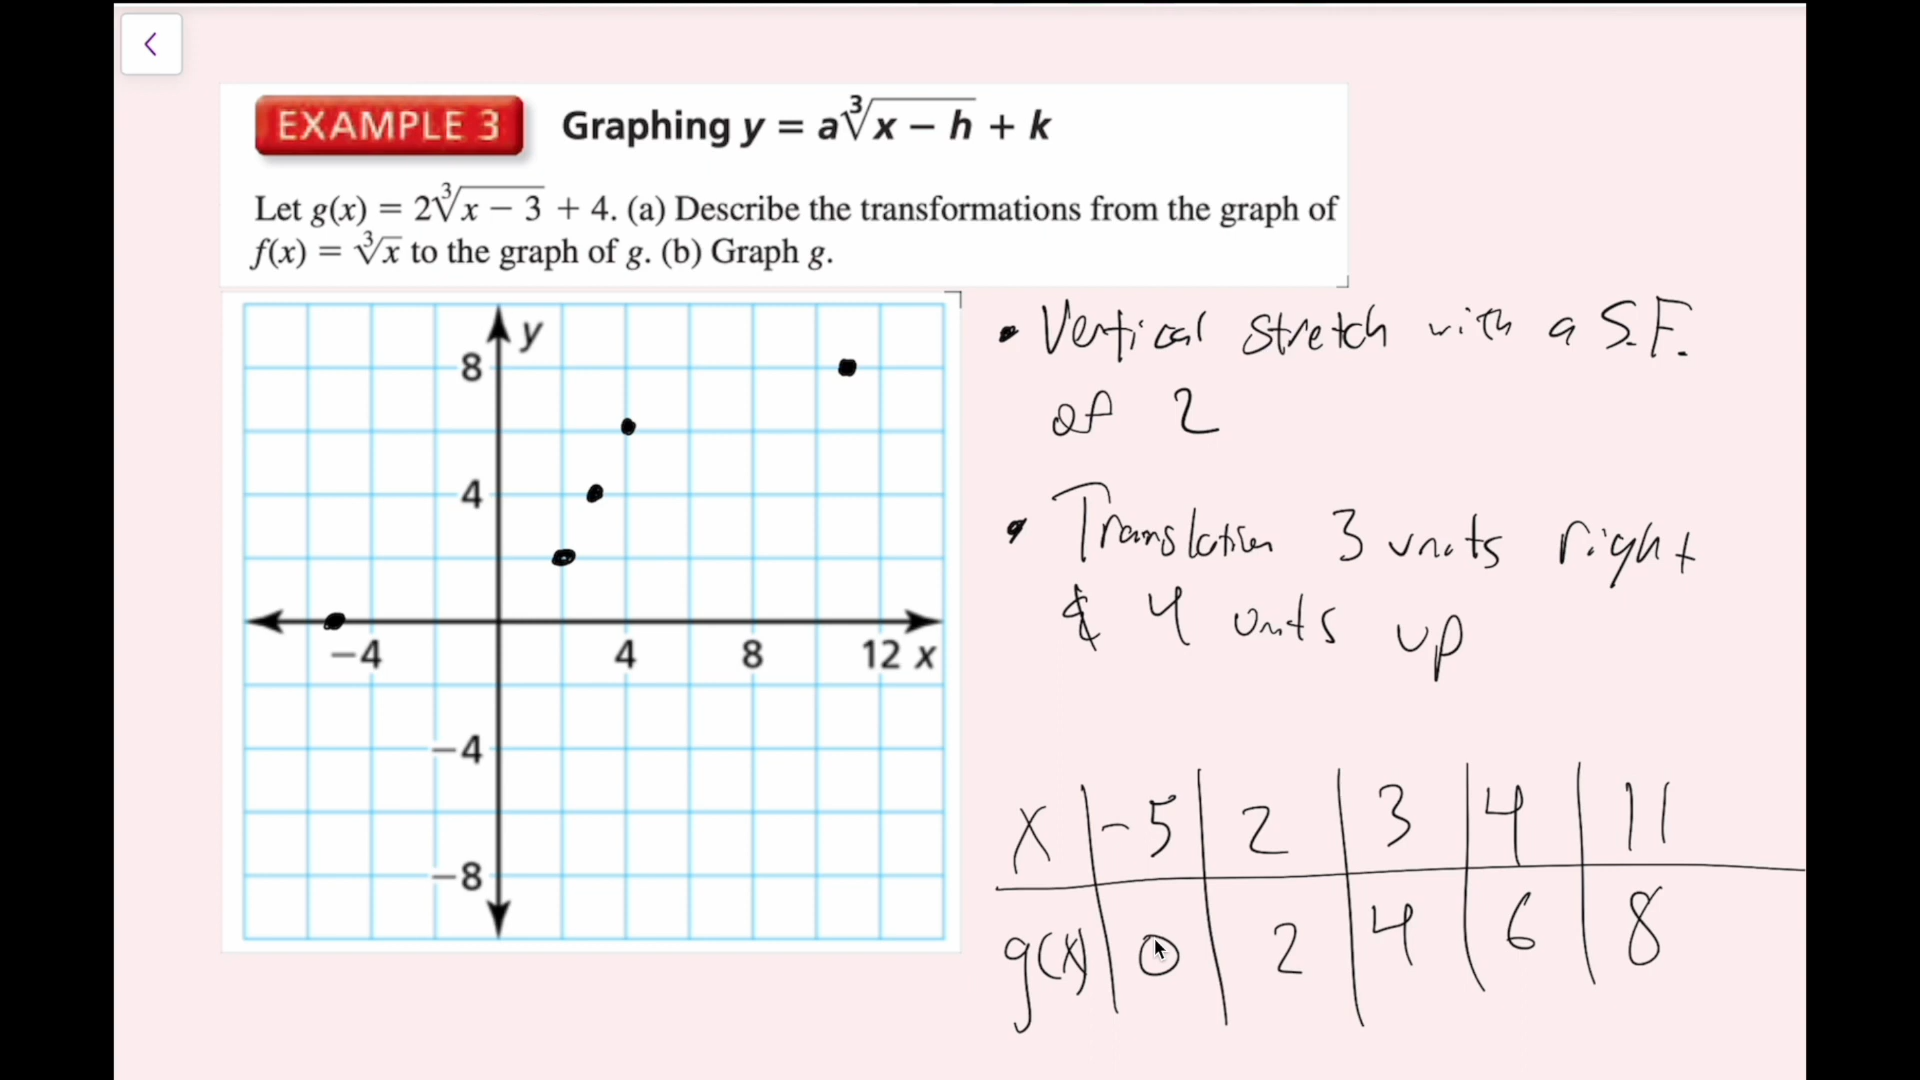 EXAMPLE 3 Graphing y = a∛(x − h) + k
Let g(x) = 2∛(x − 3) + 4. (a) Describe the transformations from the graph of
f(x) = ∛x to the graph of g. (b) Graph g.
y
8
4
−4 4 8 12 x
−4
−8
• Vertical stretch with a S.F.
of 2
• Translation 3 units right
& 4 units up
x -5 2 3 4 11
g(x) 0 2 4 6 8